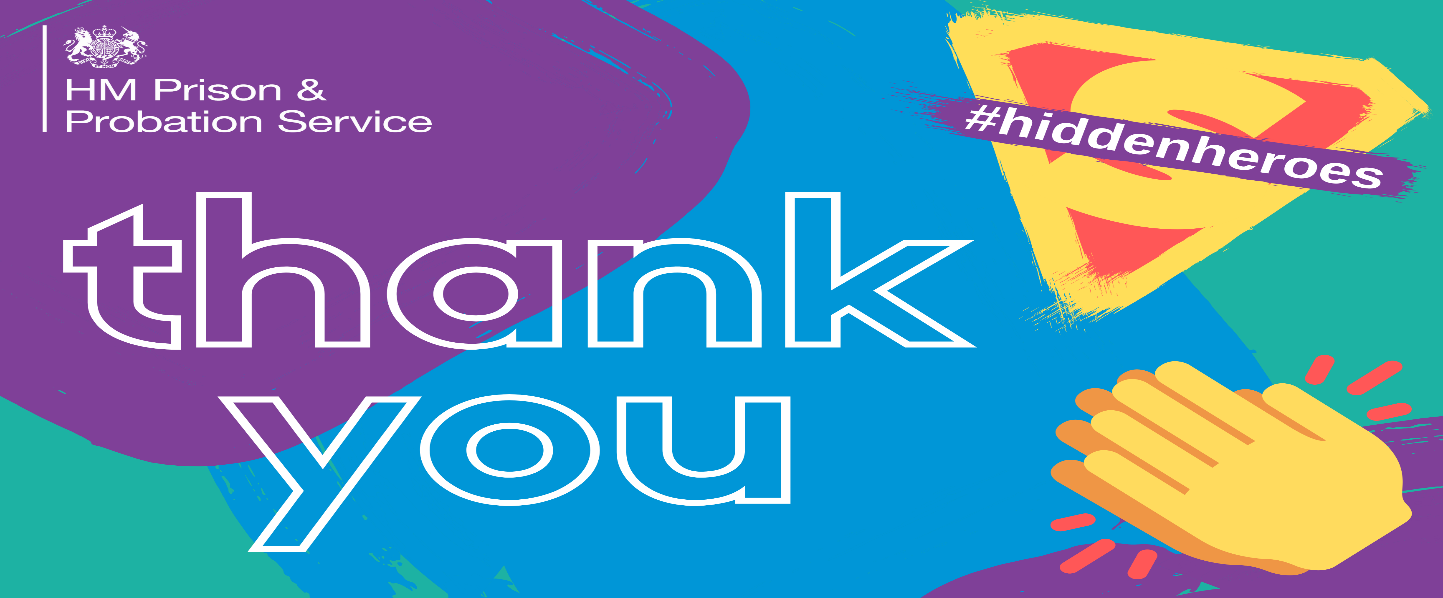 HM Prison &
Probation Service
#hiddenheroes
thank
you